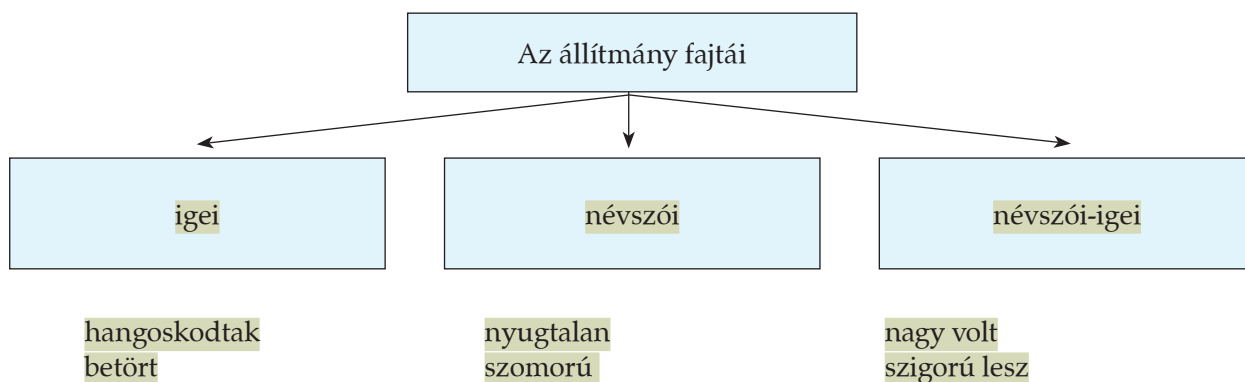 Az állítmány fajtái
igei
névszói
névszói-igei
hangoskodtak
betört
nyugtalan
szomorú
nagy volt
szigorú lesz